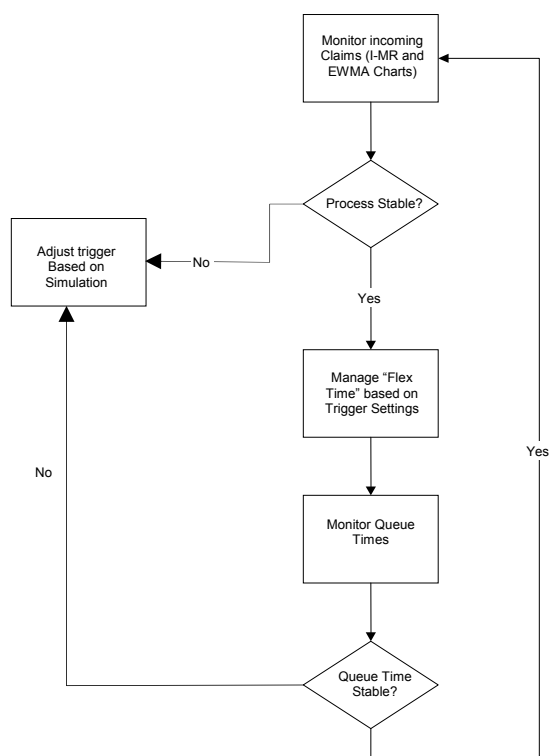 Monitor incoming
Claims (I-MR and
EWMA Charts)
Process Stable?
Adjust trigger
Based on
Simulation
No
Yes
Manage “Flex
Time” based on
Trigger Settings
Yes
No
Monitor Queue
Times
Queue Time
Stable?